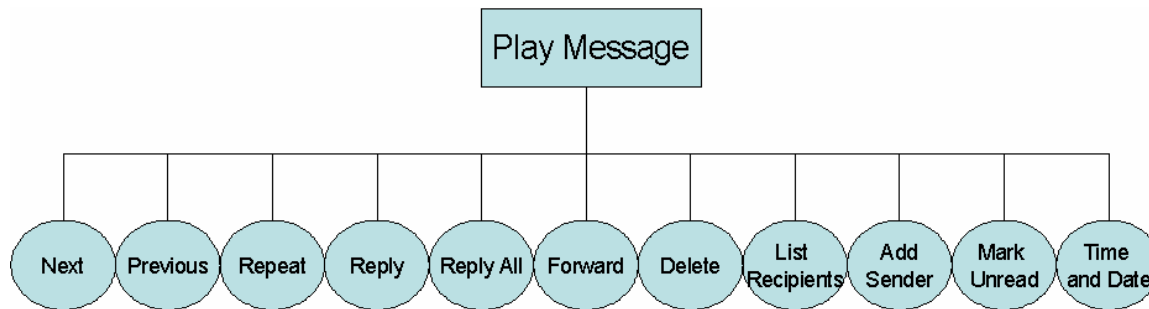 Play Message
Next
Previous
Repeat
Reply
Reply All
Forward
Delete
List
Recipients
Add
Sender
Mark
Unread
Time
and Date